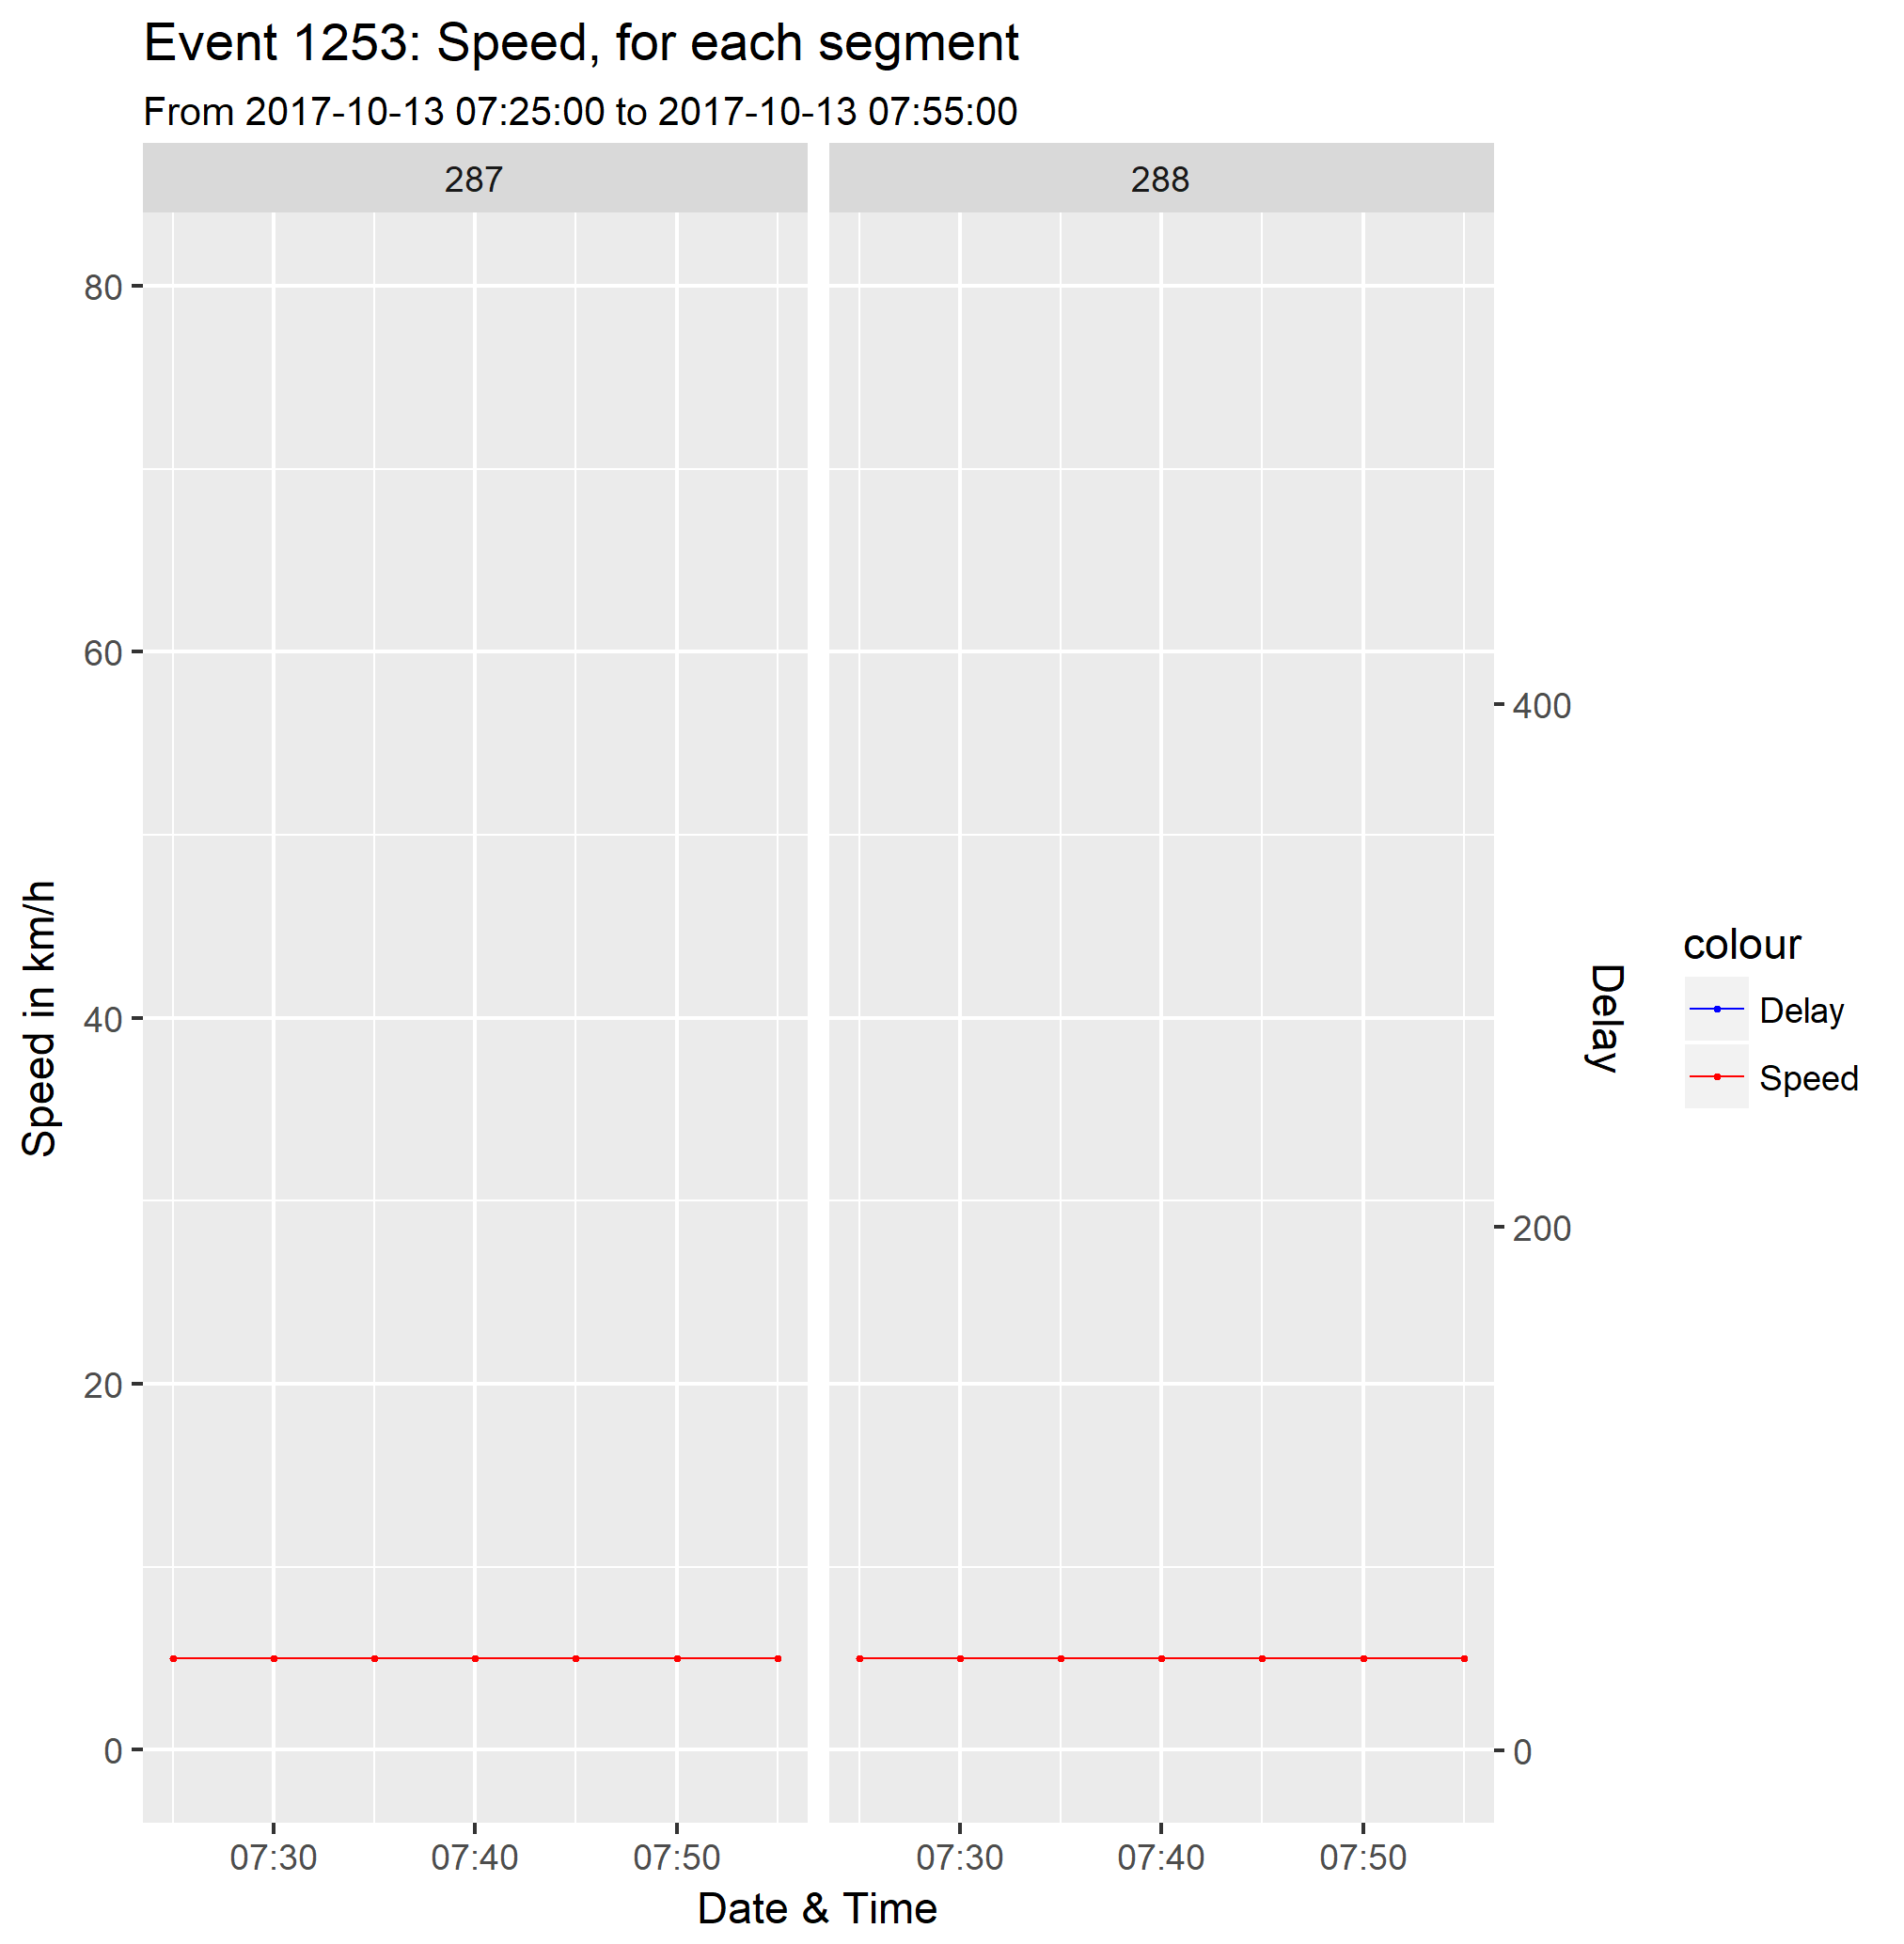 Event 1253: Speed, for each segment
From 2017-10-13 07:25:00 to 2017-10-13 07:55:00
287
288
80
60
40
20
0
Speed in km/h
400
200
0
Delay
colour
Delay
Speed
07:30
07:40
07:50
07:30
07:40
07:50
Date & Time